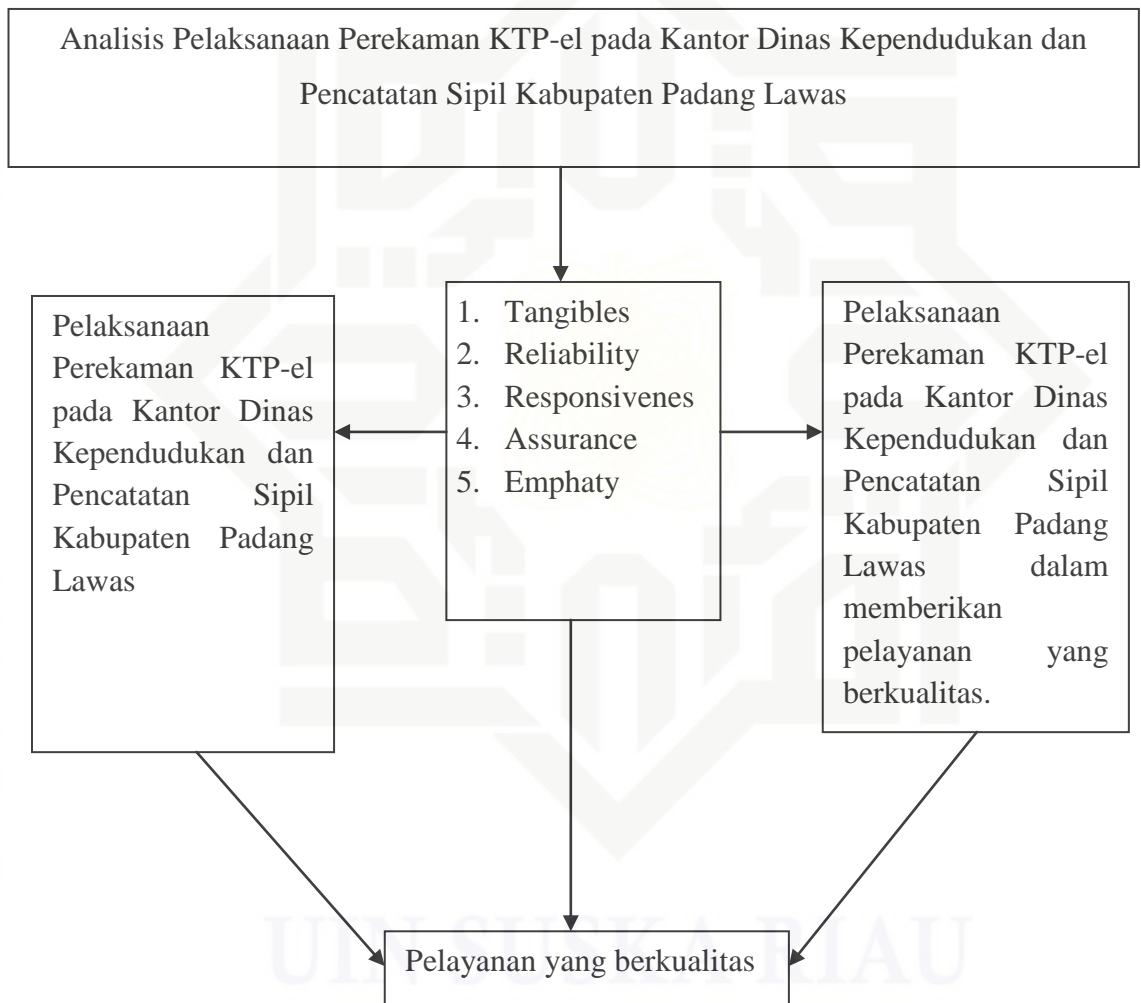 Analisis Pelaksanaan Perekaman KTP-el pada Kantor Dinas Kependudukan dan
Pencatatan Sipil Kabupaten Padang Lawas
Pelaksanaan
Perekaman KTP-el
pada Kantor Dinas
Kependudukan dan
Pencatatan Sipil
Kabupaten Padang
Lawas
1. Tangibles
2. Reliability
3. Responsivenes
4. Assurance
5. Emphaty
Pelaksanaan
Perekaman KTP-el
pada Kantor Dinas
Kependudukan dan
Pencatatan Sipil
Kabupaten Padang
Lawas dalam
memberikan
pelayanan yang
berkualitas.
Pelayanan yang berkualitas
UIN SUSKA RIAU